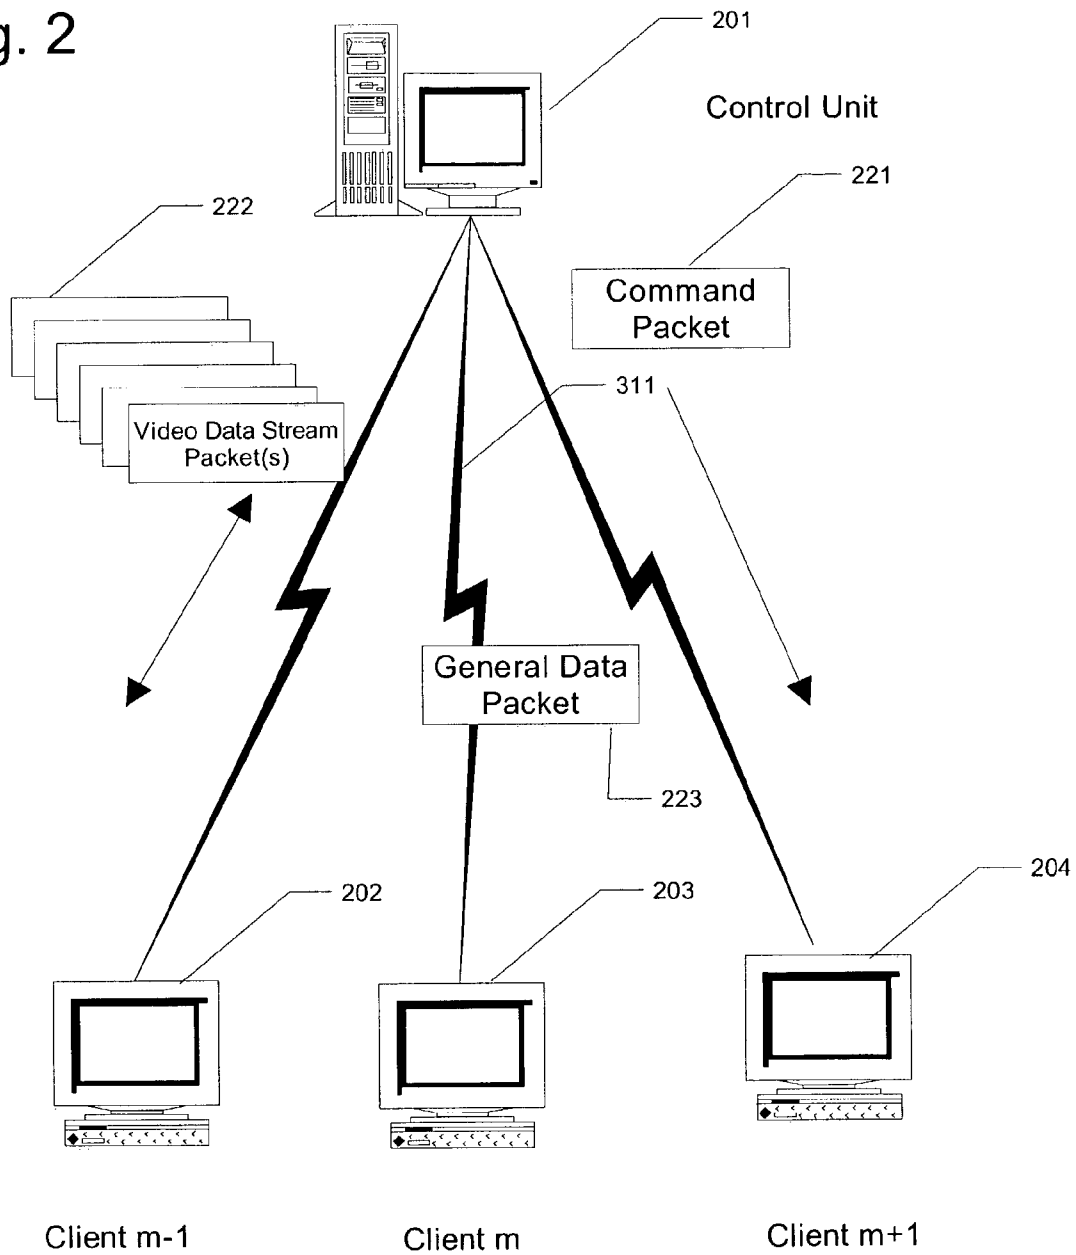 g. 2
201
Control Unit
221
222
Command
Packet
311
Video Data Stream
Packet(s)
General Data
Packet
223
202
203
204
Client m-1
Client m
Client m+1